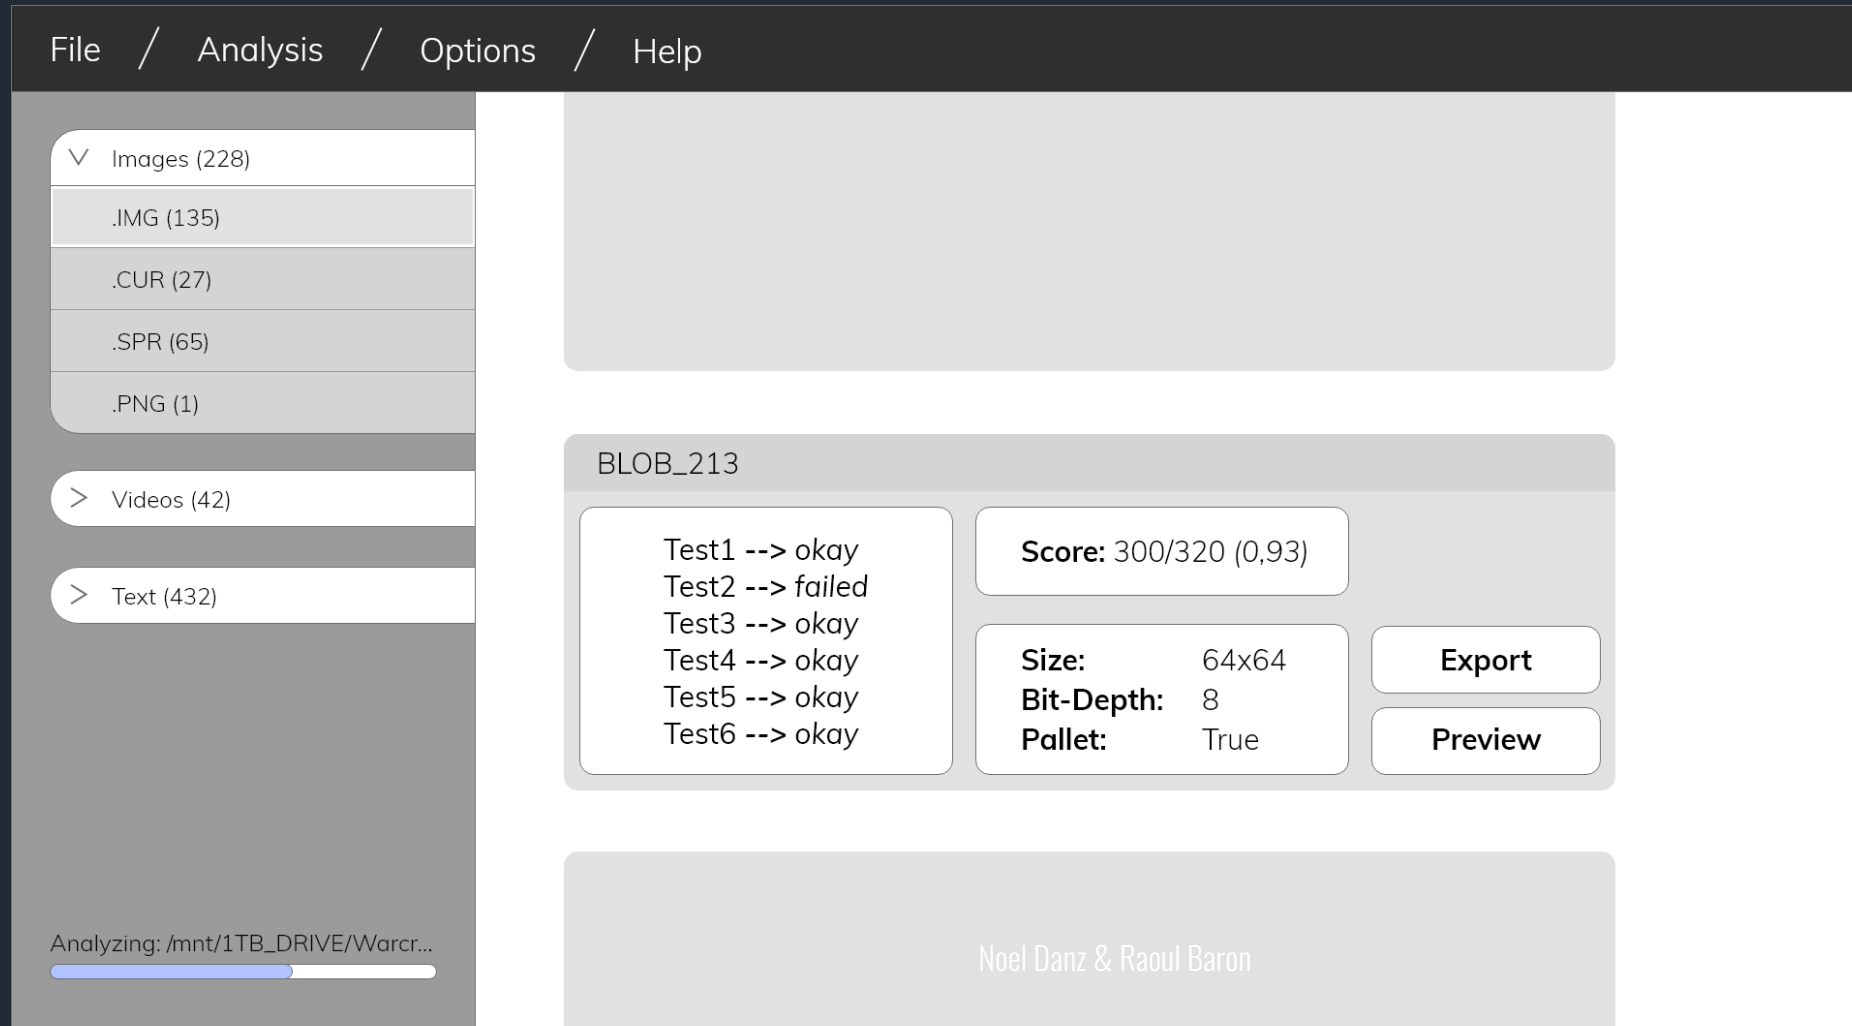 File / Analysis / Options / Help
Images (228)
.IMG (135)
.CUR (27)
.SPR (65)
.PNG (1)
Videos (42)
Text (432)
Analyzing: /mnt/1TB_DRIVE/Warcr...
BLOB_213
Test1 --> okay
Test2 --> failed
Test3 --> okay
Test4 --> okay
Test5 --> okay
Test6 --> okay
Score: 300/320 (0,93)
Size: 64x64
Bit-Depth: 8
Pallet: True
Export
Preview
Noel Danz & Raoul Baron